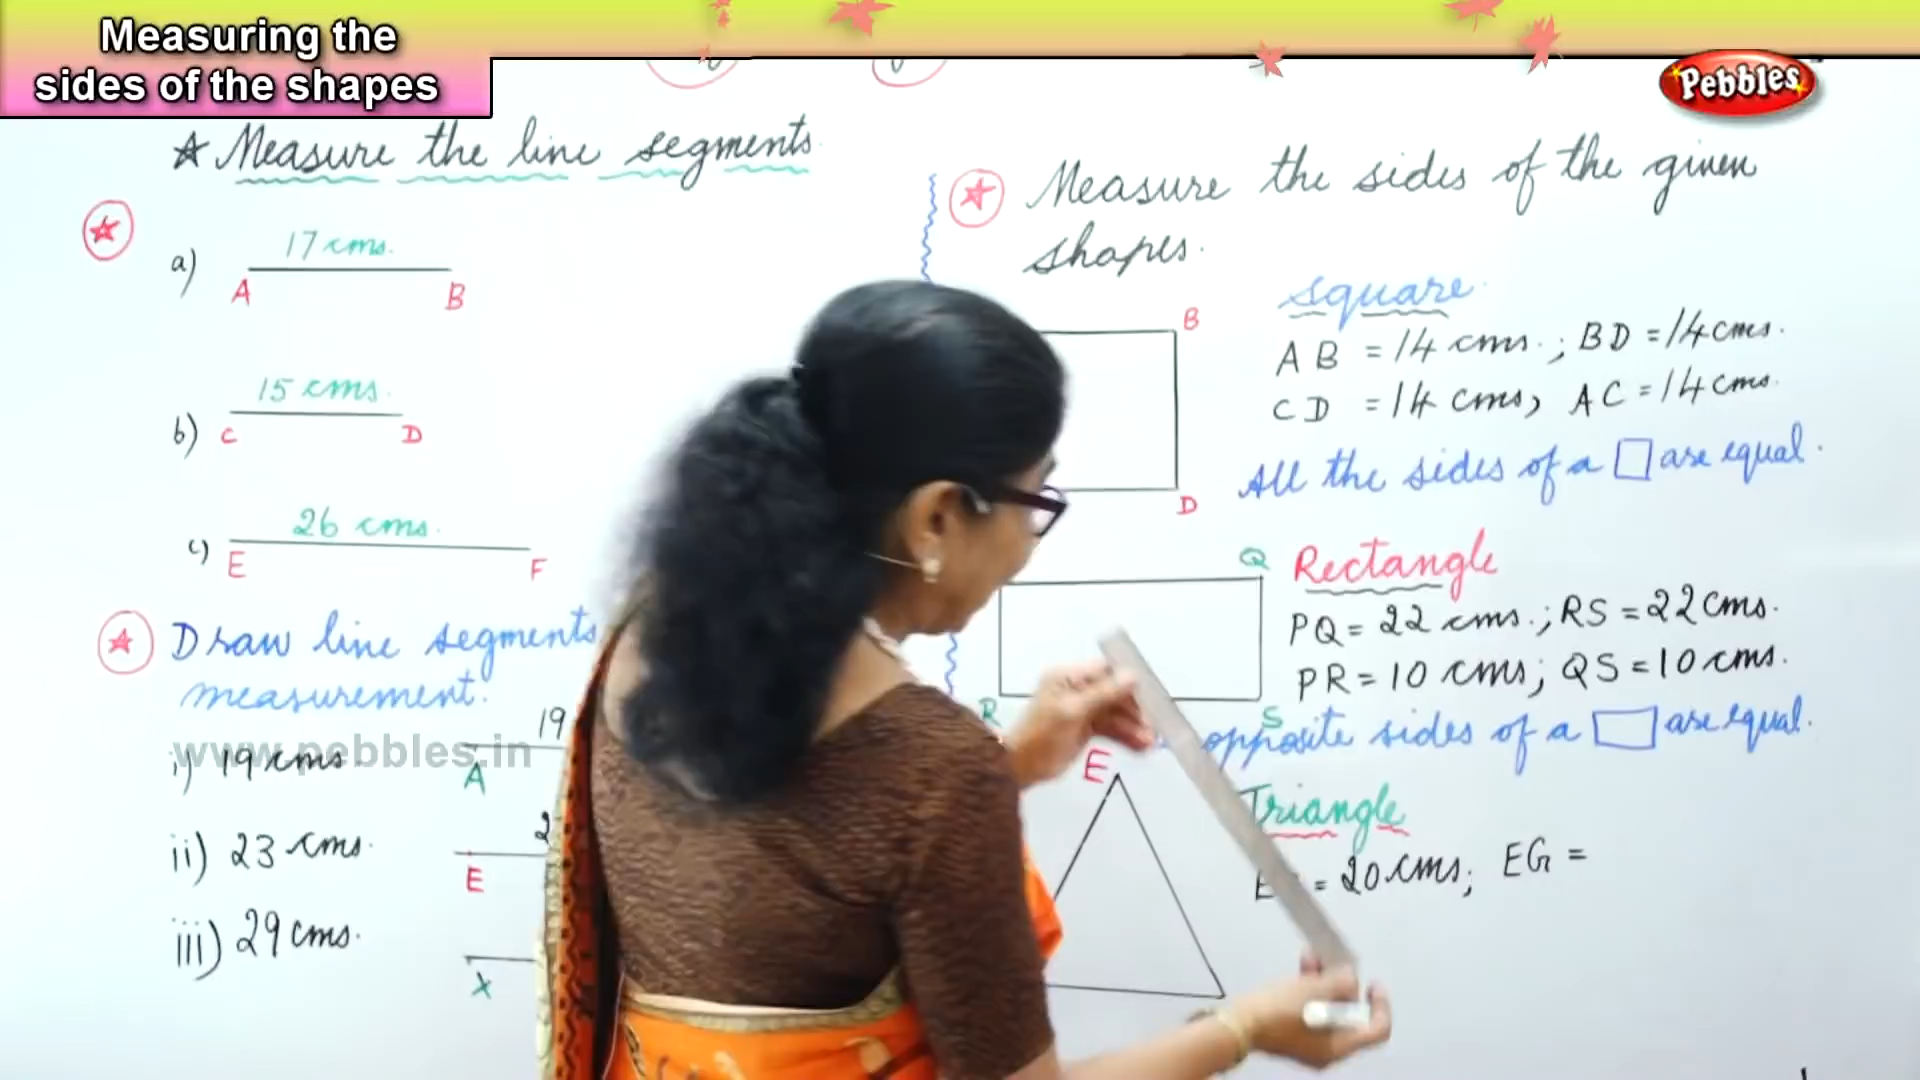 Measuring the
sides of the shapes
Pebbles
☆ Measure the line segments.
a)
17 cms.
A B
b)
15 cms.
C D
c)
26 cms.
E F
☆ Draw line segments
measurement.
i) 19 cms.
19
A
ii) 23 cms.
2
E
iii) 29 cms.
X
www.pebbles.in
☆ Measure the sides of the given
shapes.
B
D
square.
AB = 14 cms. ; BD = 14 cms.
CD = 14 cms, AC = 14 cms.
All the sides of a □ are equal.
Q
R
S
Rectangle
PQ = 22 cms. ; RS = 22 cms.
PR = 10 cms; QS = 10 cms.
opposite sides of a ▭ are equal.
E
Triangle
E = 20 cms; EG =